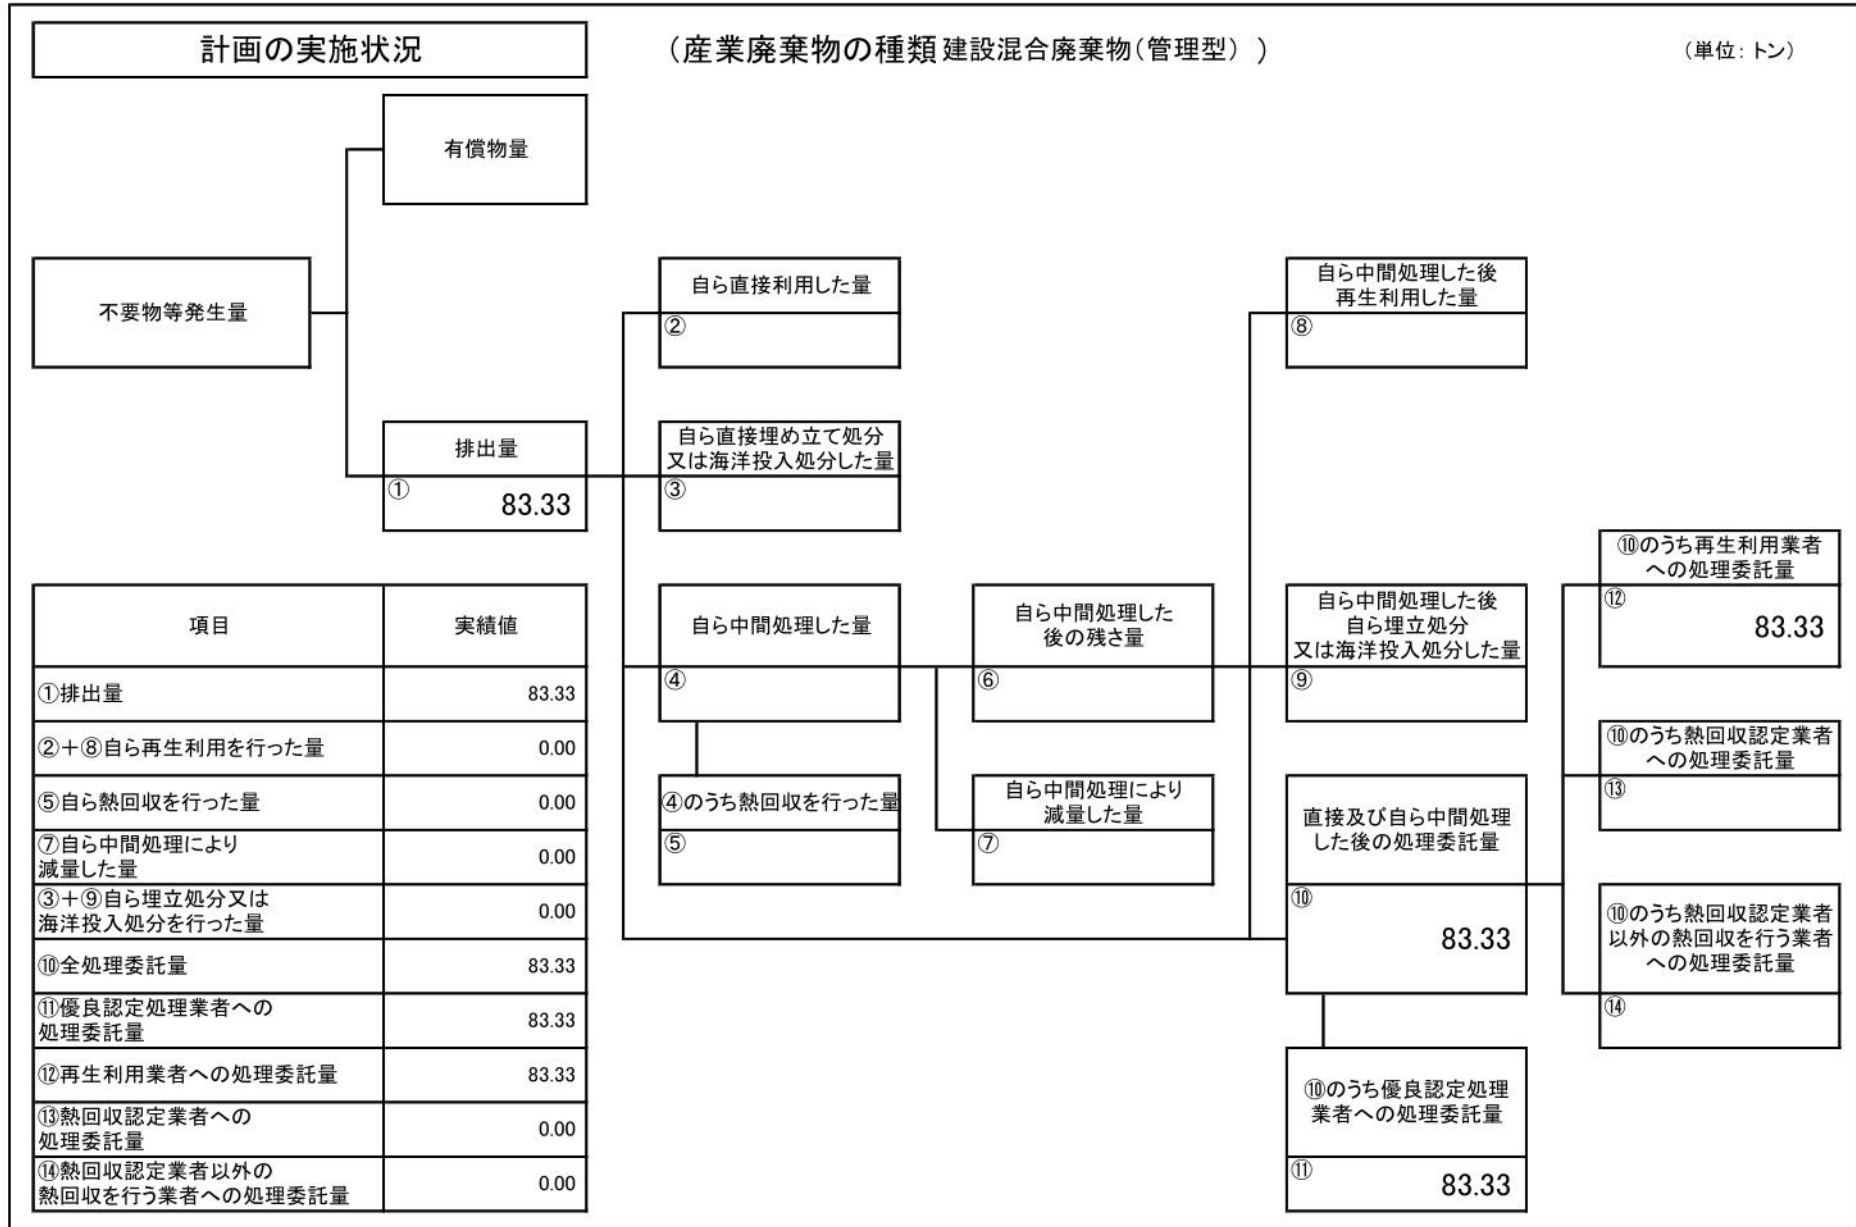 計画の実施状況
（産業廃棄物の種類 建設混合廃棄物（管理型））
（単位：トン）
有償物量
不要物等発生量
自ら直接利用した量
②
自ら中間処理した後
再生利用した量
⑧
排出量
① 83.33
自ら直接埋め立て処分
又は海洋投入処分した量
③
⑩のうち再生利用業者
への処理委託量
⑫ 83.33
自ら中間処理した量
④
自ら中間処理した
後の残さ量
⑥
自ら中間処理した後
自ら埋立処分
又は海洋投入処分した量
⑨
⑩のうち熱回収認定業者
への処理委託量
⑬
④のうち熱回収を行った量
⑤
自ら中間処理により
減量した量
⑦
直接及び自ら中間処理
した後の処理委託量
⑩
83.33
⑩のうち熱回収認定業者
以外の熱回収を行う業者
への処理委託量
⑭
⑩のうち優良認定処理
業者への処理委託量
⑪ 83.33
項目 実績値
①排出量 83.33
②＋⑧自ら再生利用を行った量 0.00
⑤自ら熱回収を行った量 0.00
⑦自ら中間処理により
減量した量 0.00
③＋⑨自ら埋立処分又は
海洋投入処分を行った量 0.00
⑩全処理委託量 83.33
⑪優良認定処理業者への
処理委託量 83.33
⑫再生利用業者への処理委託量 83.33
⑬熱回収認定業者への
処理委託量 0.00
⑭熱回収認定業者以外の
熱回収を行う業者への処理委託量 0.00